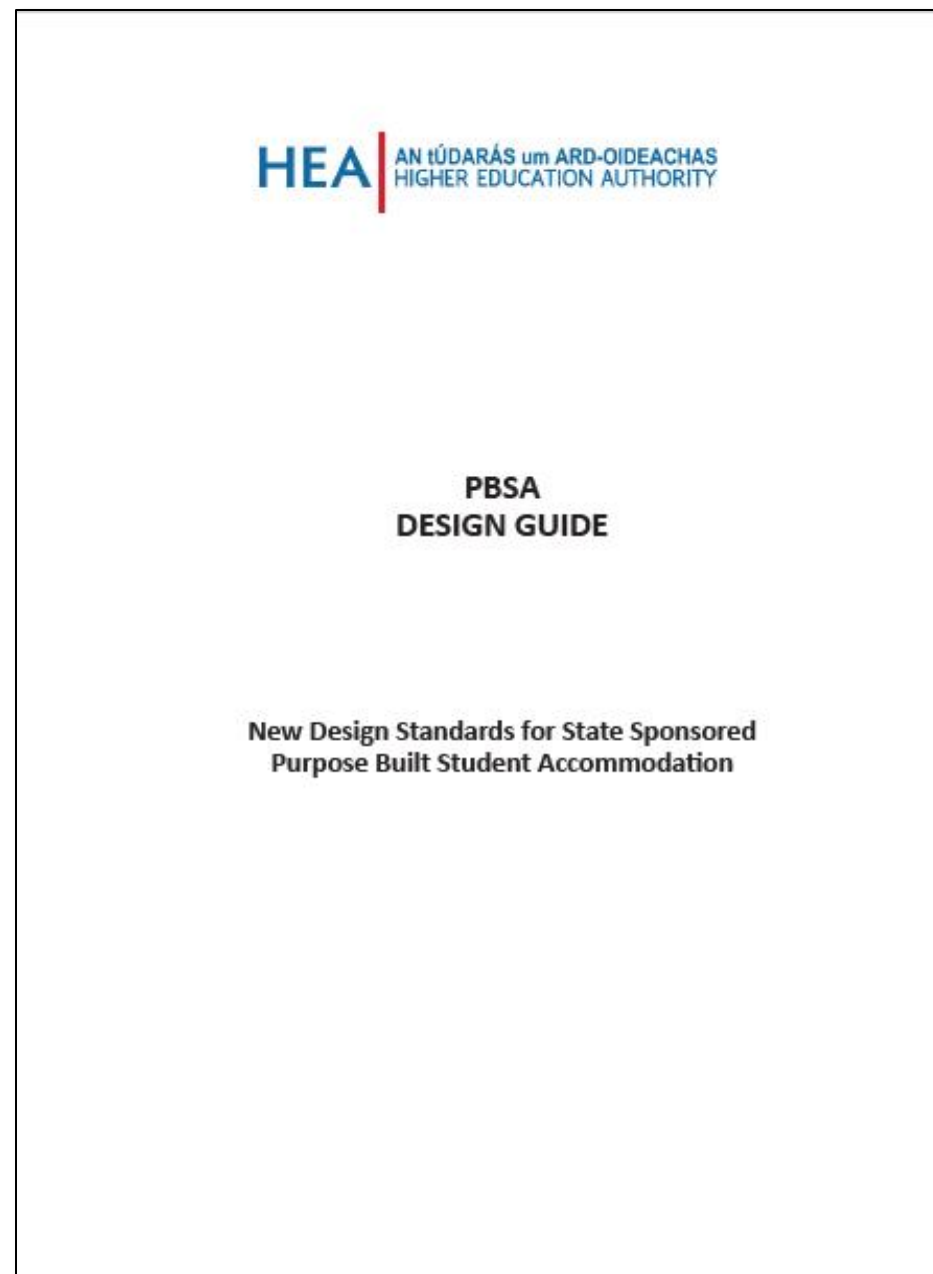 HEA
AN tÚDARÁS um ARD-OIDEACHAS
HIGHER EDUCATION AUTHORITY
PBSA
DESIGN GUIDE
New Design Standards for State Sponsored
Purpose Built Student Accommodation